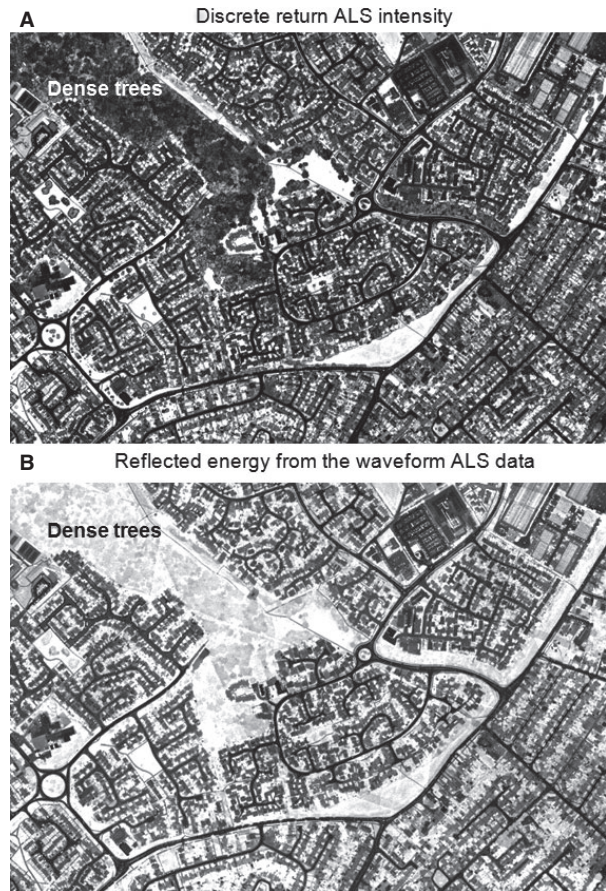 A
Discrete return ALS intensity
Dense trees
B
Reflected energy from the waveform ALS data
Dense trees